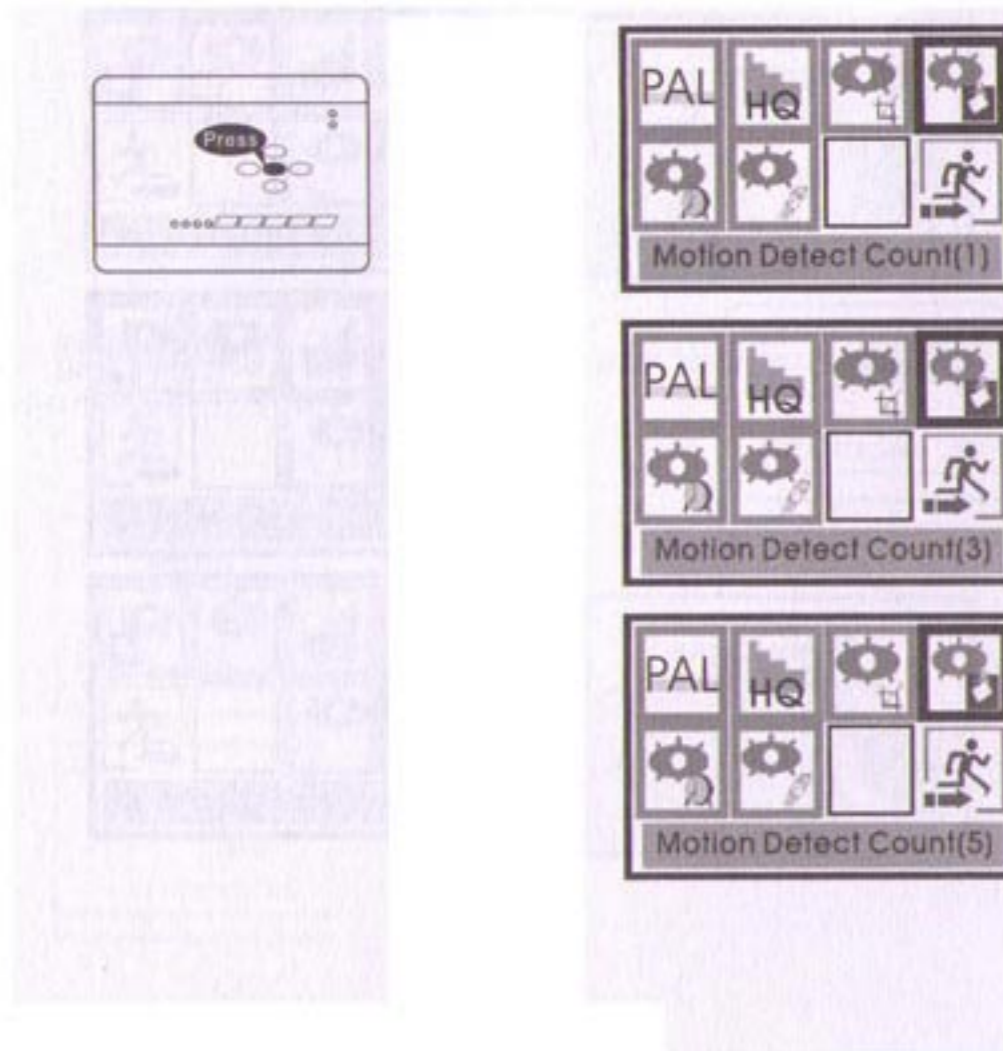 Press
PAL
HQ
Motion Detect Count(1)
PAL
HQ
Motion Detect Count(3)
PAL
HQ
Motion Detect Count(5)